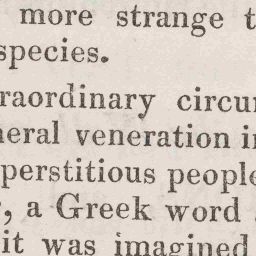 more strange t
species.
raordinary circu
neral veneration i
perstitious people
, a Greek word
it was imagined